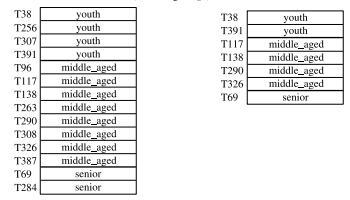 T38 youth
T256 youth
T307 youth
T391 youth
T96 middle_aged
T117 middle_aged
T138 middle_aged
T263 middle_aged
T290 middle_aged
T308 middle_aged
T326 middle_aged
T387 middle_aged
T69 senior
T284 senior
T38 youth
T391 youth
T117 middle_aged
T138 middle_aged
T290 middle_aged
T326 middle_aged
T69 senior